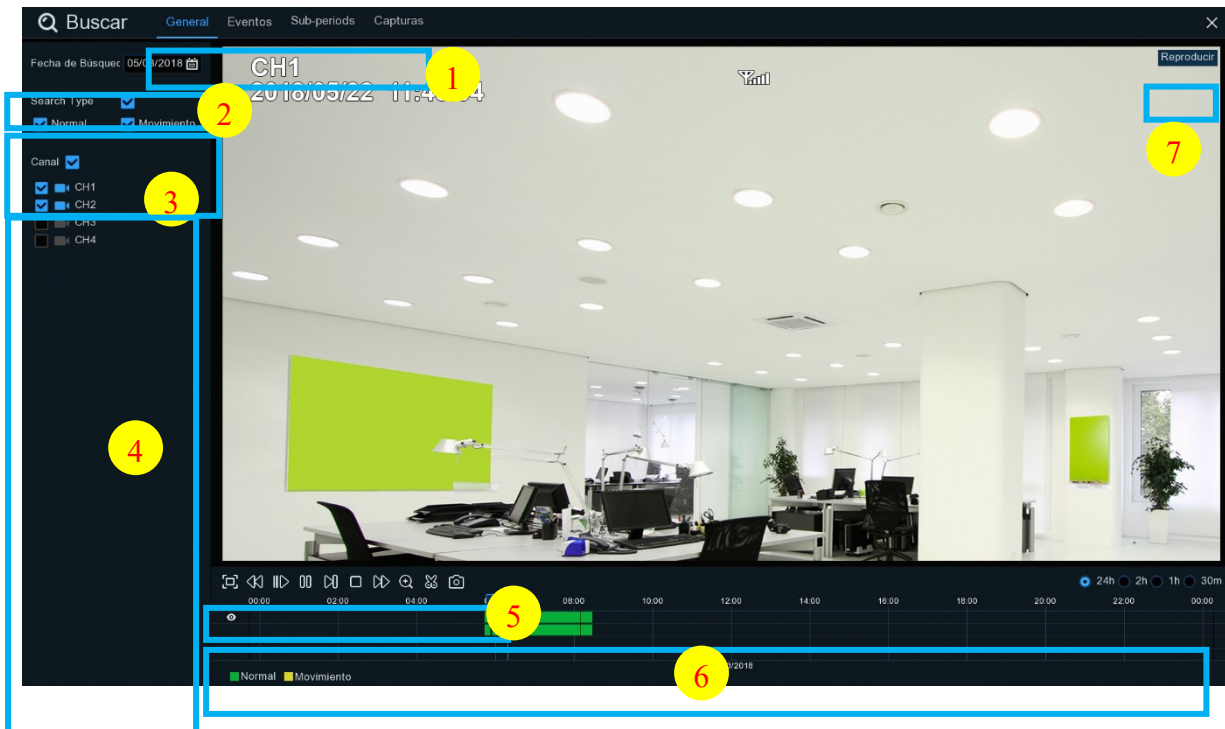 Buscar General Eventos Sub-periods Capturas
Fecha de Búsquec 05/03/2018
Reproducir
CH1
2018/05/22
1
2
Search Type
Normal Movimiento
7
Canal
CH1
CH2
3
CH3
CH4
4
24h 2h 1h 30m
00:00 02:00 04:00 08:00 10:00 12:00 14:00 16:00 18:00 20:00 22:00 00:00
5
6
Normal Movimiento